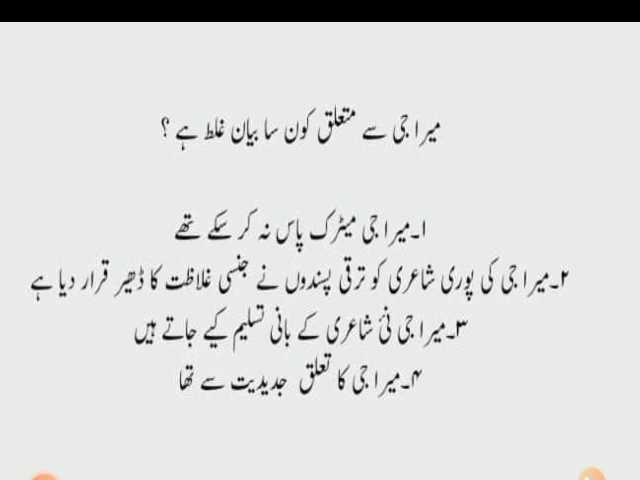 میراجی سے متعلق کون سا بیان غلط ہے ؟
۱۔میراجی میٹرک پاس نہ کر سکے تھے
۲۔میراجی کی پوری شاعری کو ترقی پسندوں نے جنسی غلاظت کا ڈھیر قرار دیا ہے
۳۔میراجی نئی شاعری کے بانی تسلیم کیے جاتے ہیں
۴۔میراجی کا تعلق جدیدیت سے تھا